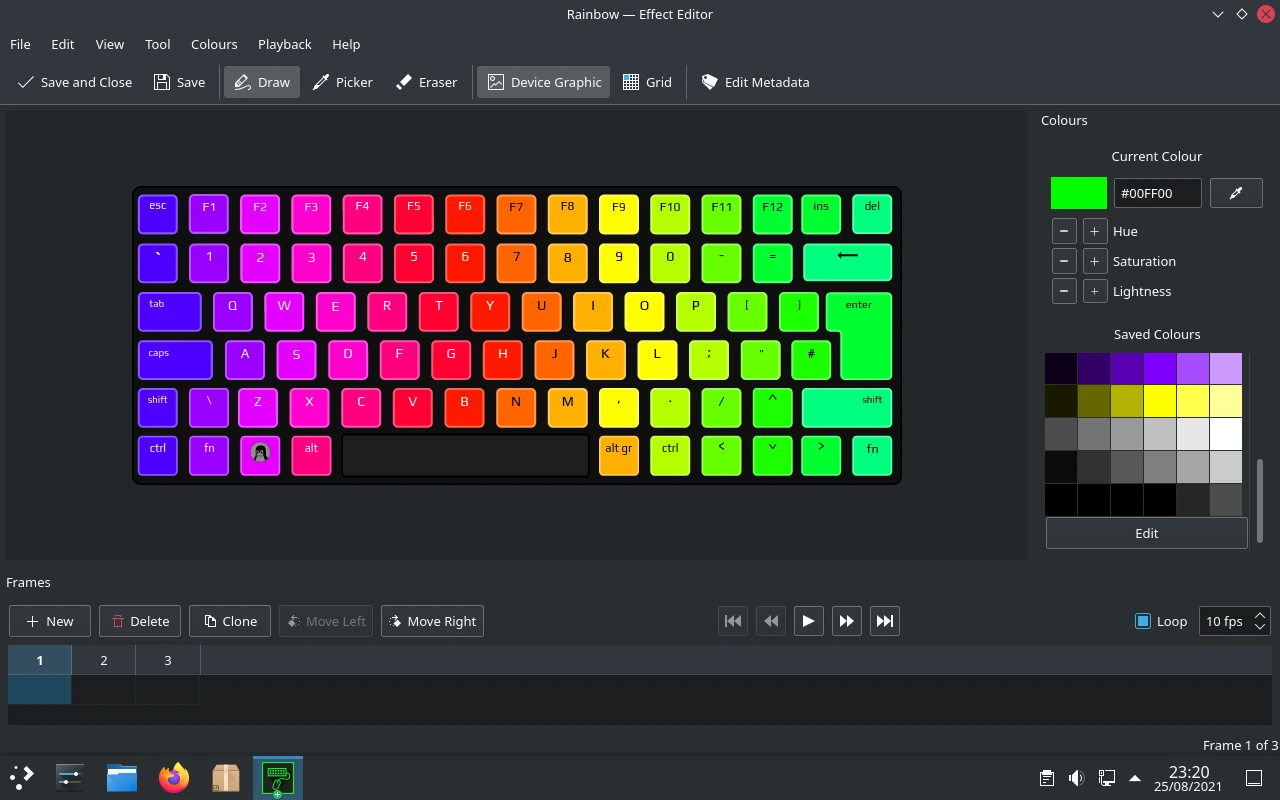 Rainbow — Effect Editor
File Edit View Tool Colours Playback Help
Save and Close Save Draw Picker Eraser Device Graphic Grid Edit Metadata
Colours
Current Colour
#00FF00
− + Hue
− + Saturation
− + Lightness
Saved Colours
Edit
esc F1 F2 F3 F4 F5 F6 F7 F8 F9 F10 F11 F12 ins del
` 1 2 3 4 5 6 7 8 9 0 - = ←
tab Q W E R T Y U I O P [ ] enter
caps A S D F G H J K L ; " #
shift \ Z X C V B N M , . / ^ shift
ctrl fn alt alt gr ctrl < ˅ > fn
Frames
New Delete Clone Move Left Move Right Loop 10 fps
1 2 3
Frame 1 of 3
23:20
25/08/2021